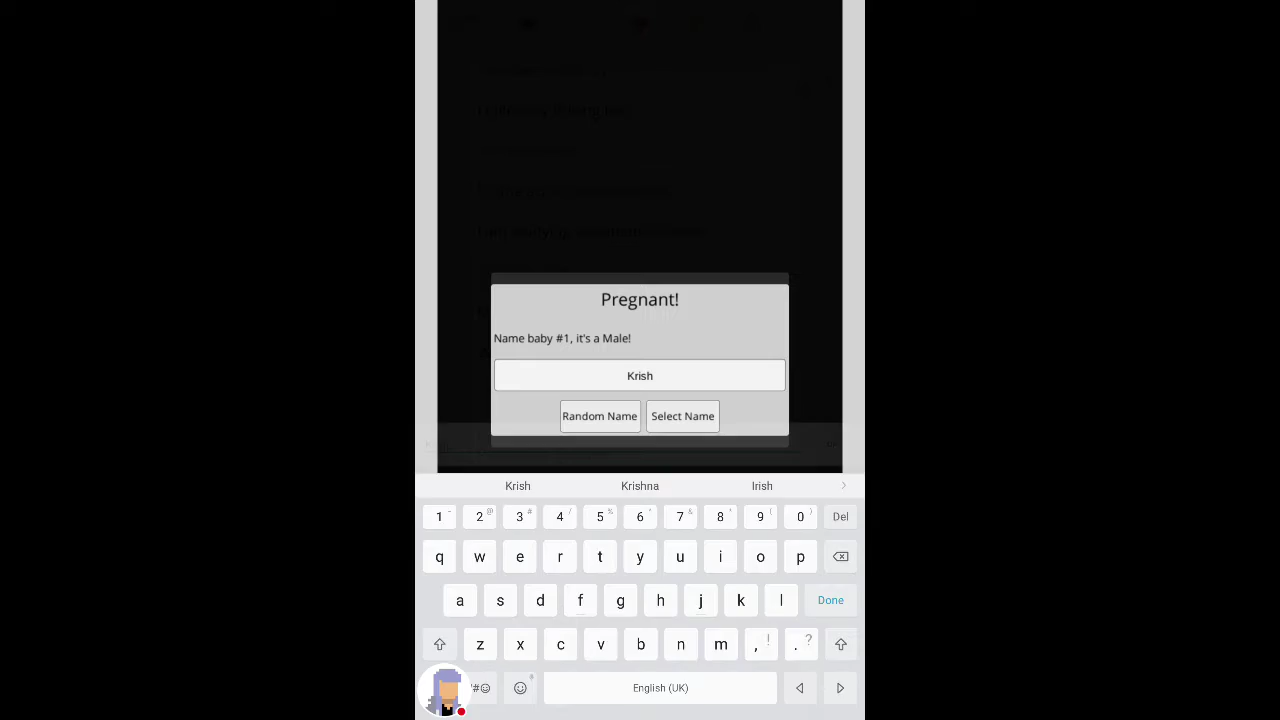 Pregnant!
Name baby #1, it's a Male!
Krish
Random Name Select Name
Krish Krishna Irish
1 - 2 @ 3 # 4 / 5 % 6 ^ 7 & 8 * 9 ( 0 ) Del
q w e r t y u i o p
a s d f g h j k l Done
z x c v b n m , ! . ?
!#☺ English (UK)